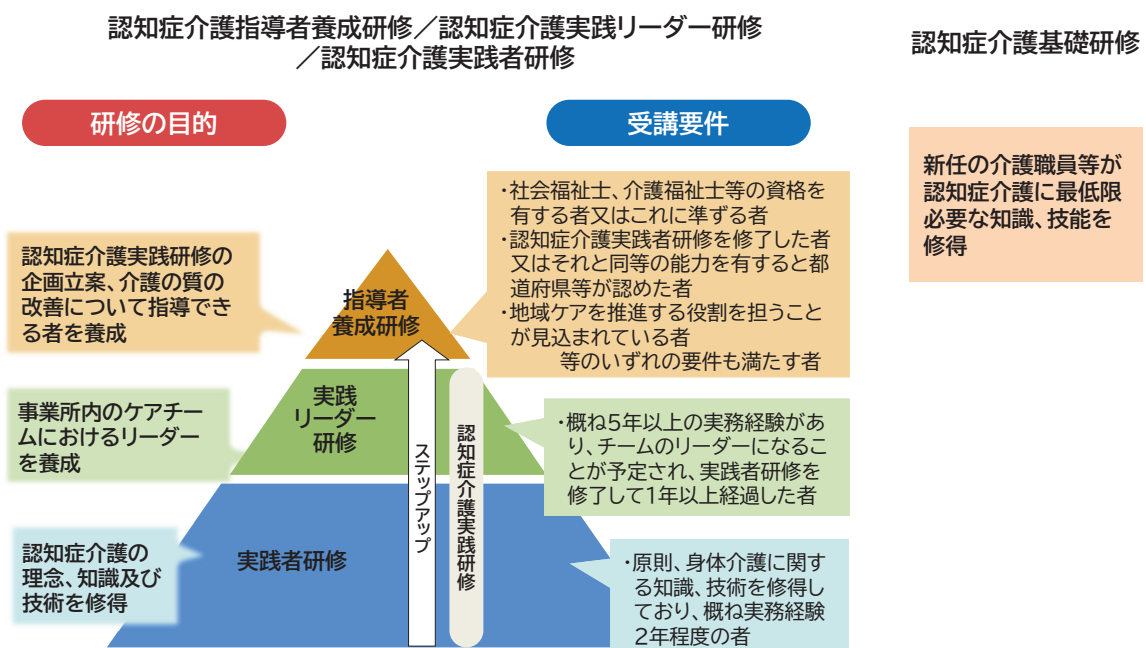 認知症介護指導者養成研修／認知症介護実践リーダー研修
／認知症介護実践者研修
認知症介護基礎研修
研修の目的
受講要件
新任の介護職員等が
認知症介護に最低限
必要な知識、技能を
修得
・社会福祉士、介護福祉士等の資格を
有する者又はこれに準ずる者
・認知症介護実践者研修を修了した者
又はそれと同等の能力を有すると都
道府県等が認めた者
・地域ケアを推進する役割を担うこと
が見込まれている者
等のいずれの要件も満たす者
認知症介護実践研修の
企画立案、介護の質の
改善について指導でき
る者を養成
指導者
養成研修
事業所内のケアチー
ムにおけるリーダー
を養成
実践
リーダー
研修
・概ね5年以上の実務経験があ
り、チームのリーダーになるこ
とが予定され、実践者研修を
修了して1年以上経過した者
ステップアップ
認知症介護実践研修
認知症介護の
理念、知識及び
技術を修得
実践者研修
・原則、身体介護に関す
る知識、技術を修得し
ており、概ね実務経験
2年程度の者